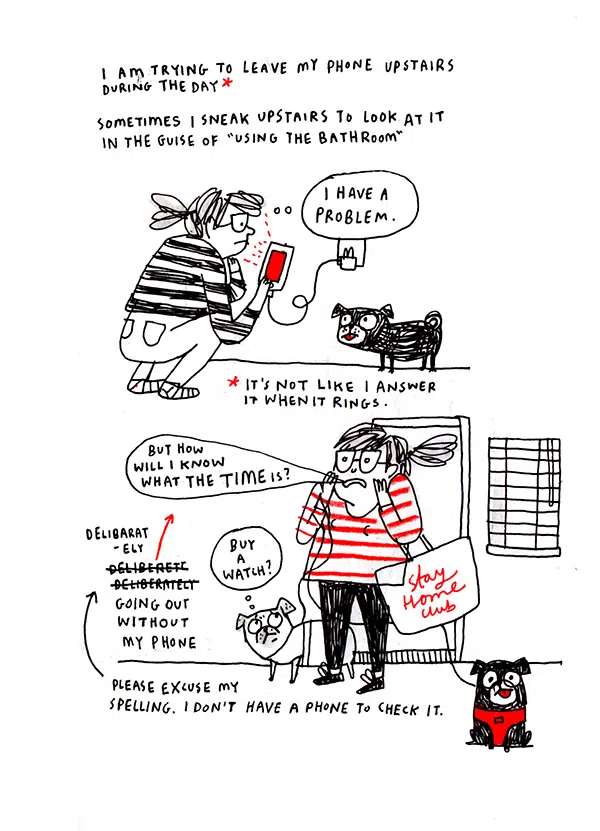 I AM TRYING TO LEAVE MY PHONE UPSTAIRS
DURING THE DAY *
SOMETIMES I SNEAK UPSTAIRS TO LOOK AT IT
IN THE GUISE OF "USING THE BATHROOM"
I HAVE A
PROBLEM.
* IT'S NOT LIKE I ANSWER
IT WHEN IT RINGS.
BUT HOW
WILL I KNOW
WHAT THE TIME IS?
DELIBARAT
-ELY
DELIBERETL
DELIBERATELY
GOING OUT
WITHOUT
MY PHONE
BUY
A
WATCH?
Stay
Home
club
PLEASE EXCUSE MY
SPELLING. I DON'T HAVE A PHONE TO CHECK IT.